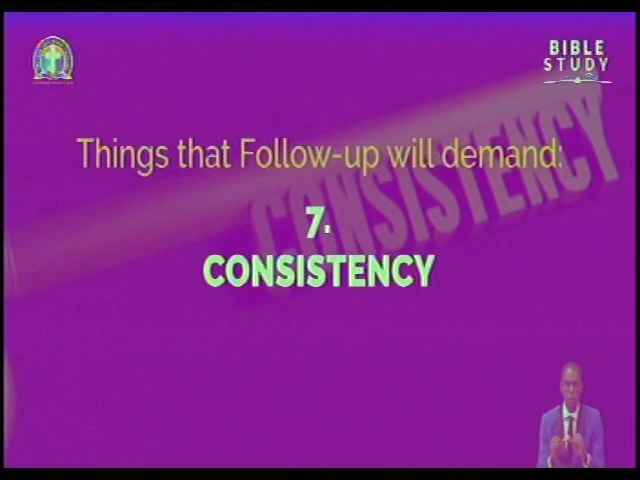 BIBLE
STUDY
Things that Follow-up will demand:
7.
CONSISTENCY
CONSISTENCY